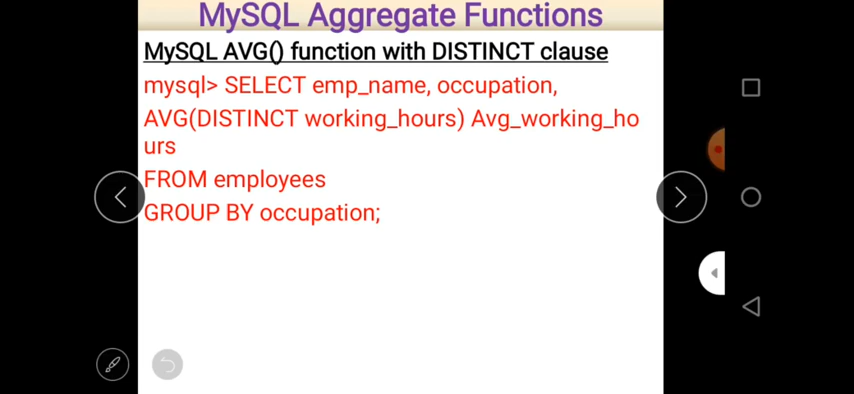 MySQL Aggregate Functions
MySQL AVG() function with DISTINCT clause
mysql> SELECT emp_name, occupation,
AVG(DISTINCT working_hours) Avg_working_ho
urs
FROM employees
GROUP BY occupation;